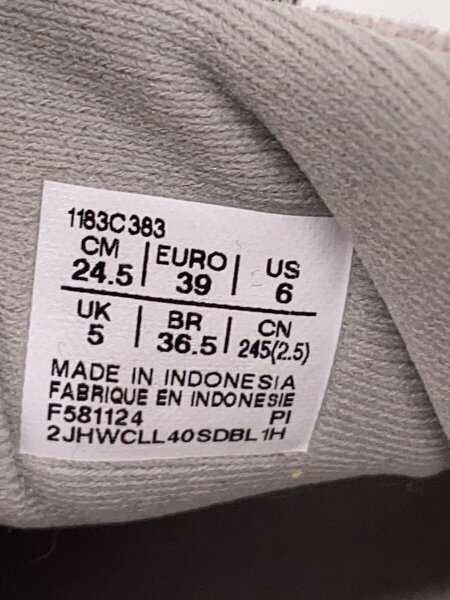 1183C383
CM | EURO | US
24.5 | 39 | 6
UK | BR | CN
5 | 36.5 | 245(2.5)
MADE IN INDONESIA
FABRIQUE EN INDONESIE
F581124 PI
2JHWCLL40SDBL1H